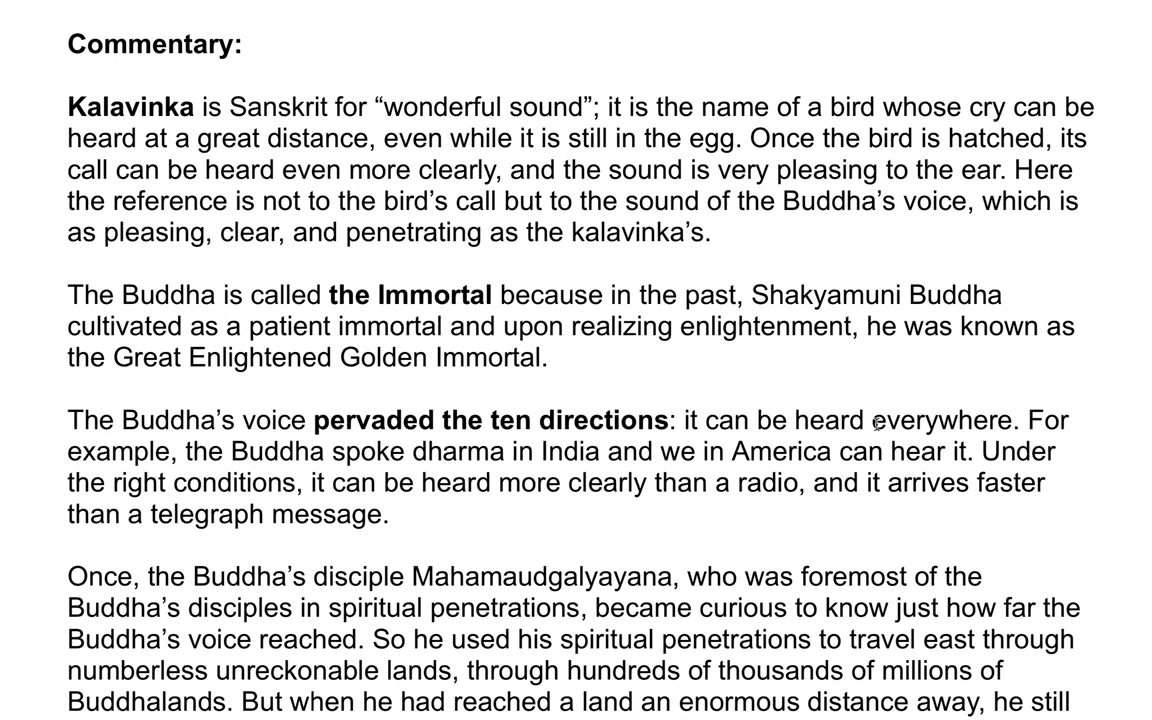 Commentary:
Kalavinka is Sanskrit for “wonderful sound”; it is the name of a bird whose cry can be
heard at a great distance, even while it is still in the egg. Once the bird is hatched, its
call can be heard even more clearly, and the sound is very pleasing to the ear. Here
the reference is not to the bird’s call but to the sound of the Buddha’s voice, which is
as pleasing, clear, and penetrating as the kalavinka’s.
The Buddha is called the Immortal because in the past, Shakyamuni Buddha
cultivated as a patient immortal and upon realizing enlightenment, he was known as
the Great Enlightened Golden Immortal.
The Buddha’s voice pervaded the ten directions: it can be heard everywhere. For
example, the Buddha spoke dharma in India and we in America can hear it. Under
the right conditions, it can be heard more clearly than a radio, and it arrives faster
than a telegraph message.
Once, the Buddha’s disciple Mahamaudgalyayana, who was foremost of the
Buddha’s disciples in spiritual penetrations, became curious to know just how far the
Buddha’s voice reached. So he used his spiritual penetrations to travel east through
numberless unreckonable lands, through hundreds of thousands of millions of
Buddhalands. But when he had reached a land an enormous distance away, he still